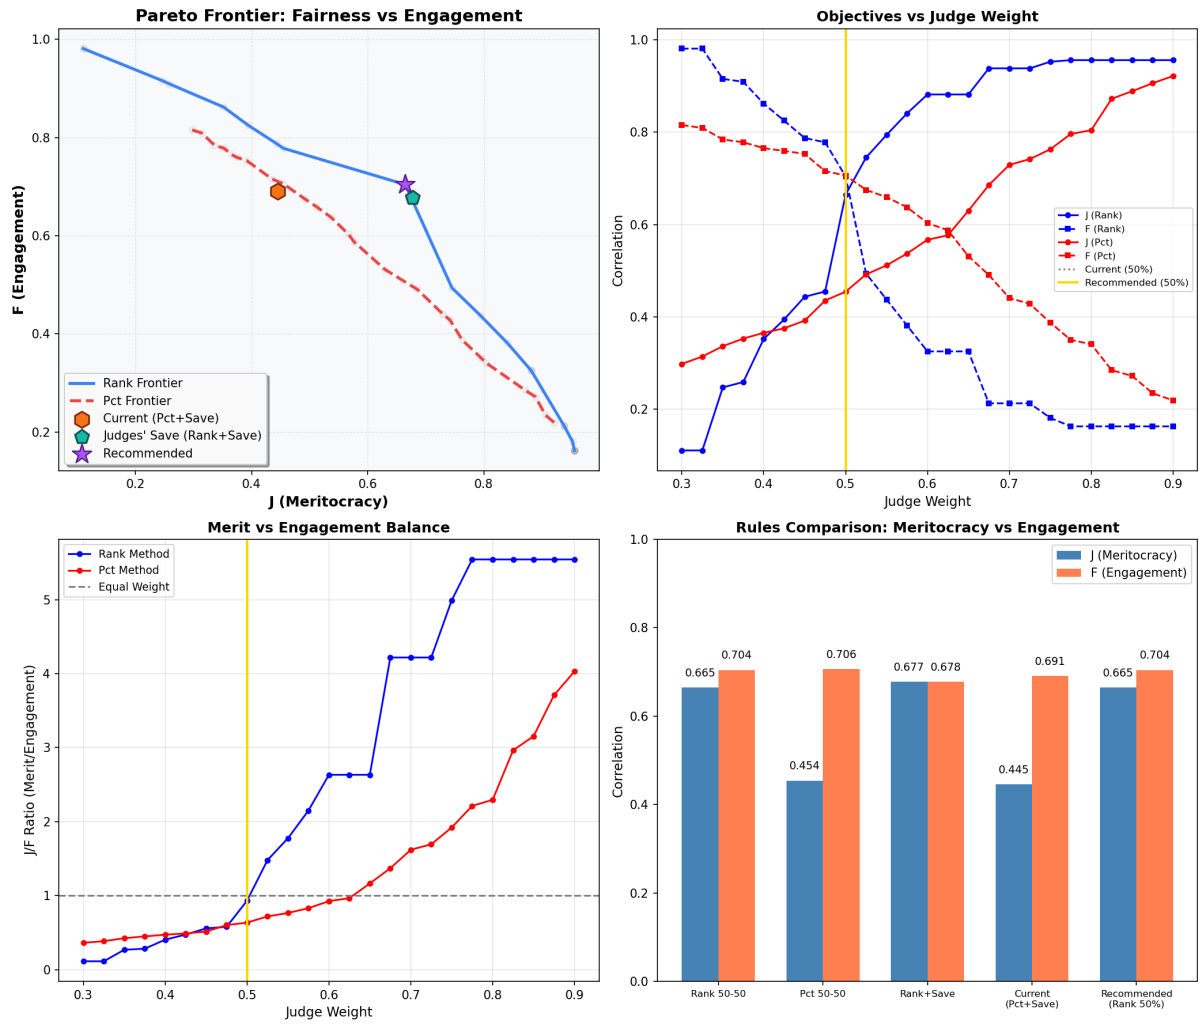 Pareto Frontier: Fairness vs Engagement
F (Engagement)
1.0
0.8
0.6
0.4
0.2
Rank Frontier
Pct Frontier
Current (Pct+Save)
Judges' Save (Rank+Save)
Recommended
0.2 0.4 0.6 0.8
J (Meritocracy)
Objectives vs Judge Weight
Correlation
1.0
0.8
0.6
0.4
0.2
J (Rank)
F (Rank)
J (Pct)
F (Pct)
Current (50%)
Recommended (50%)
0.3 0.4 0.5 0.6 0.7 0.8 0.9
Judge Weight
Merit vs Engagement Balance
J/F Ratio (Merit/Engagement)
Rank Method
Pct Method
Equal Weight
5
4
3
2
1
0
0.3 0.4 0.5 0.6 0.7 0.8 0.9
Judge Weight
Rules Comparison: Meritocracy vs Engagement
Correlation
1.0
0.8
0.6
0.4
0.2
0.0
J (Meritocracy)
F (Engagement)
0.665 0.704 0.454 0.706 0.677 0.678 0.445 0.691 0.665 0.704
Rank 50-50 Pct 50-50 Rank+Save Current Recommended
(Pct+Save) (Rank 50%)